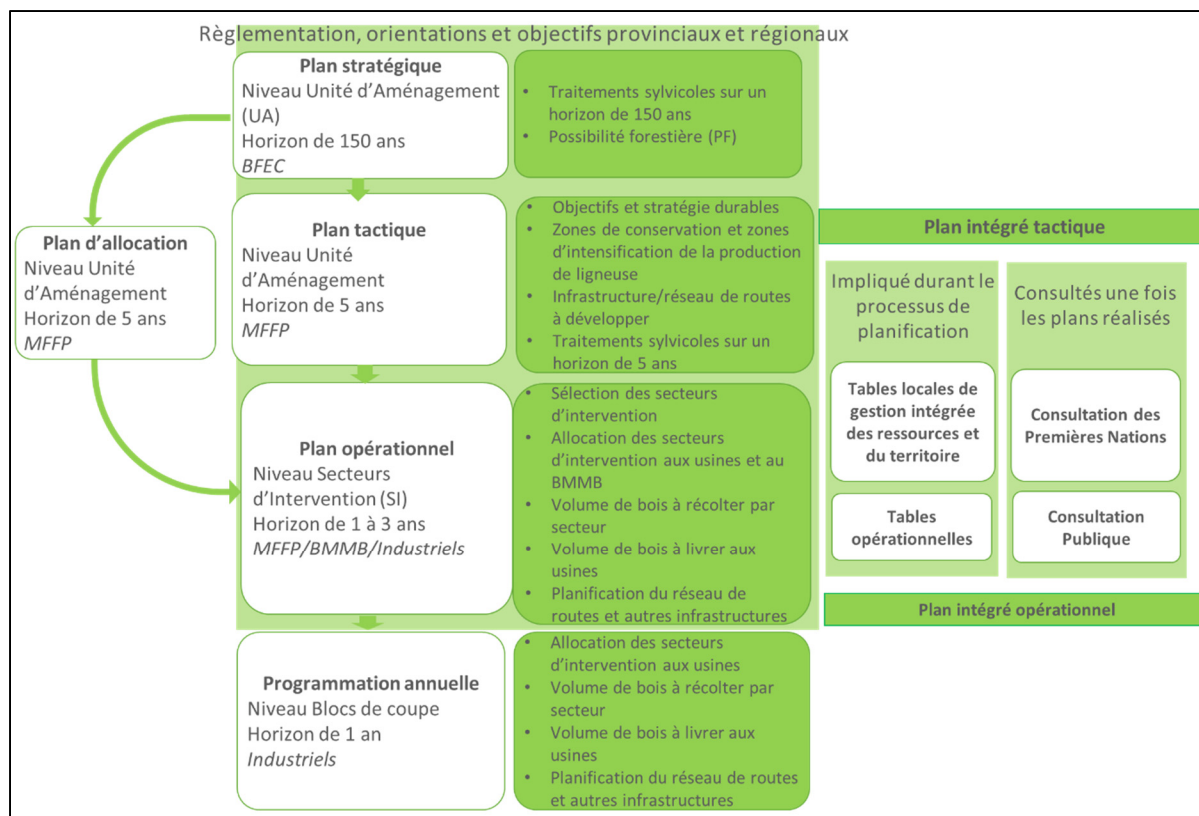 Règlementation, orientations et objectifs provinciaux et régionaux
Plan stratégique
Niveau Unité d'Aménagement
(UA)
Horizon de 150 ans
BFEC
• Traitements sylvicoles sur un
horizon de 150 ans
• Possibilité forestière (PF)
Plan d'allocation
Niveau Unité
d'Aménagement
Horizon de 5 ans
MFFP
Plan tactique
Niveau Unité
d'Aménagement
Horizon de 5 ans
MFFP
• Objectifs et stratégie durables
• Zones de conservation et zones
d'intensification de la production
de ligneuse
• Infrastructure/réseau de routes
à développer
• Traitements sylvicoles sur un
horizon de 5 ans
Plan opérationnel
Niveau Secteurs
d'Intervention (SI)
Horizon de 1 à 3 ans
MFFP/BMMB/Industriels
• Sélection des secteurs
d'intervention
• Allocation des secteurs
d'intervention aux usines et au
BMMB
• Volume de bois à récolter par
secteur
• Volume de bois à livrer aux
usines
• Planification du réseau de
routes et autres infrastructures
Programmation annuelle
Niveau Blocs de coupe
Horizon de 1 an
Industriels
• Allocation des secteurs
d'intervention aux usines
• Volume de bois à récolter par
secteur
• Volume de bois à livrer aux
usines
• Planification du réseau de routes
et autres infrastructures
Plan intégré tactique
Impliqué durant le
processus de
planification
Tables locales de
gestion intégrée
des ressources et
du territoire
Tables
opérationnelles
Consultés une fois
les plans réalisés
Consultation des
Premières Nations
Consultation
Publique
Plan intégré opérationnel